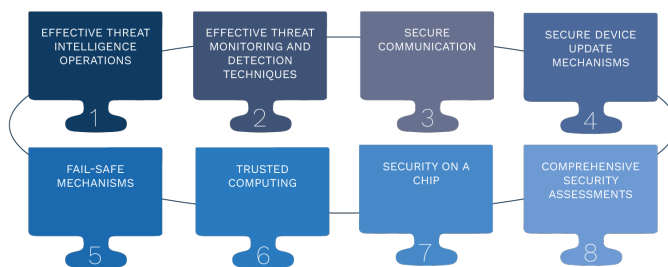 EFFECTIVE THREAT
INTELLIGENCE
OPERATIONS
1
EFFECTIVE THREAT
MONITORING AND
DETECTION
TECHNIQUES
2
SECURE
COMMUNICATION
3
SECURE DEVICE
UPDATE
MECHANISMS
4
FAIL-SAFE
MECHANISMS
5
TRUSTED
COMPUTING
6
SECURITY ON A
CHIP
7
COMPREHENSIVE
SECURITY
ASSESSMENTS
8